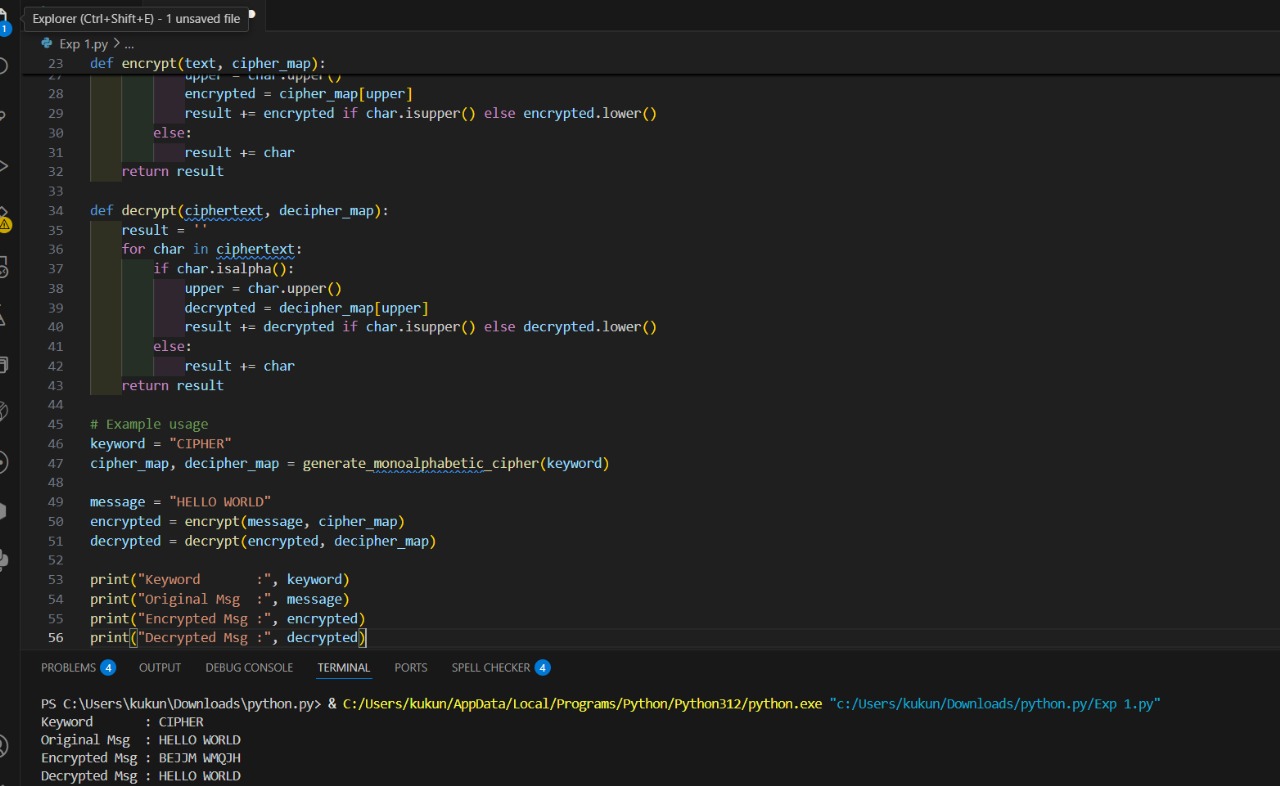 Explorer (Ctrl+Shift+E) - 1 unsaved file
1
Exp 1.py > ...
23 def encrypt(text, cipher_map):
27 upper = char.upper()
28 encrypted = cipher_map[upper]
29 result += encrypted if char.isupper() else encrypted.lower()
30 else:
31 result += char
32 return result
33
34 def decrypt(ciphertext, decipher_map):
35 result = ''
36 for char in ciphertext:
37 if char.isalpha():
38 upper = char.upper()
39 decrypted = decipher_map[upper]
40 result += decrypted if char.isupper() else decrypted.lower()
41 else:
42 result += char
43 return result
44
45 # Example usage
46 keyword = "CIPHER"
47 cipher_map, decipher_map = generate_monoalphabetic_cipher(keyword)
48
49 message = "HELLO WORLD"
50 encrypted = encrypt(message, cipher_map)
51 decrypted = decrypt(encrypted, decipher_map)
52
53 print("Keyword       :", keyword)
54 print("Original Msg  :", message)
55 print("Encrypted Msg :", encrypted)
56 print("Decrypted Msg :", decrypted)
PROBLEMS 4 OUTPUT DEBUG CONSOLE TERMINAL PORTS SPELL CHECKER 4
PS C:\Users\kukun\Downloads\python.py> & C:/Users/kukun/AppData/Local/Programs/Python/Python312/python.exe "c:/Users/kukun/Downloads/python.py/Exp 1.py"
Keyword       : CIPHER
Original Msg  : HELLO WORLD
Encrypted Msg : BEJJM WMQJH
Decrypted Msg : HELLO WORLD